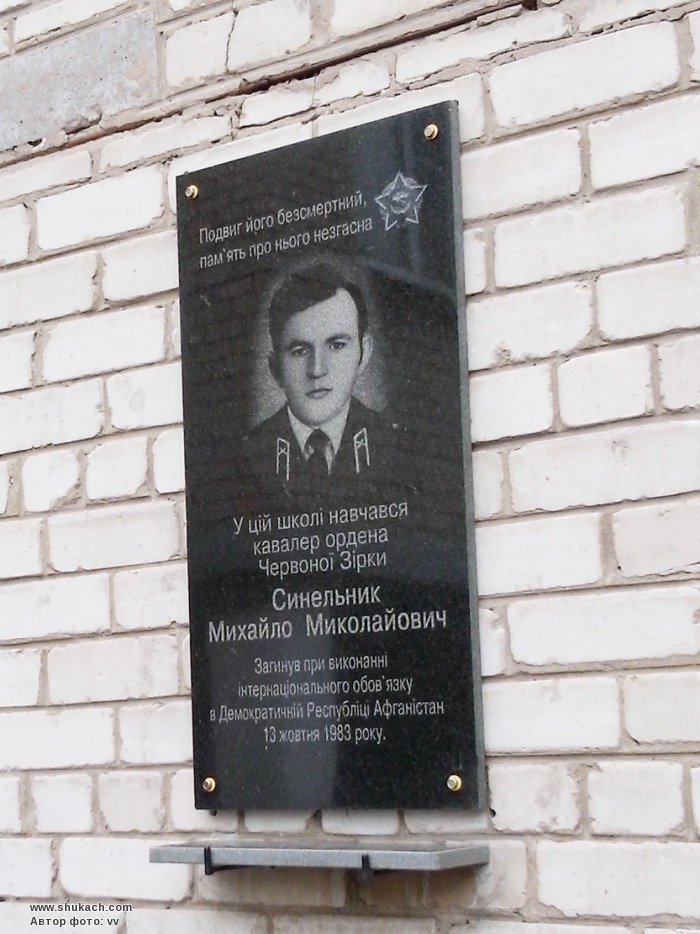 Подвиг його безсмертний,
пам`ять про нього незгасна
У цій школі навчався
кавалер ордена
Червоної Зірки
Синельник
Михайло Миколайович
Загинув при виконанні
інтернаціонального обов`язку
в Демократичній Республіці Афганістан
13 жовтня 1983 року.
www.shukach.com
Автор фото: vv